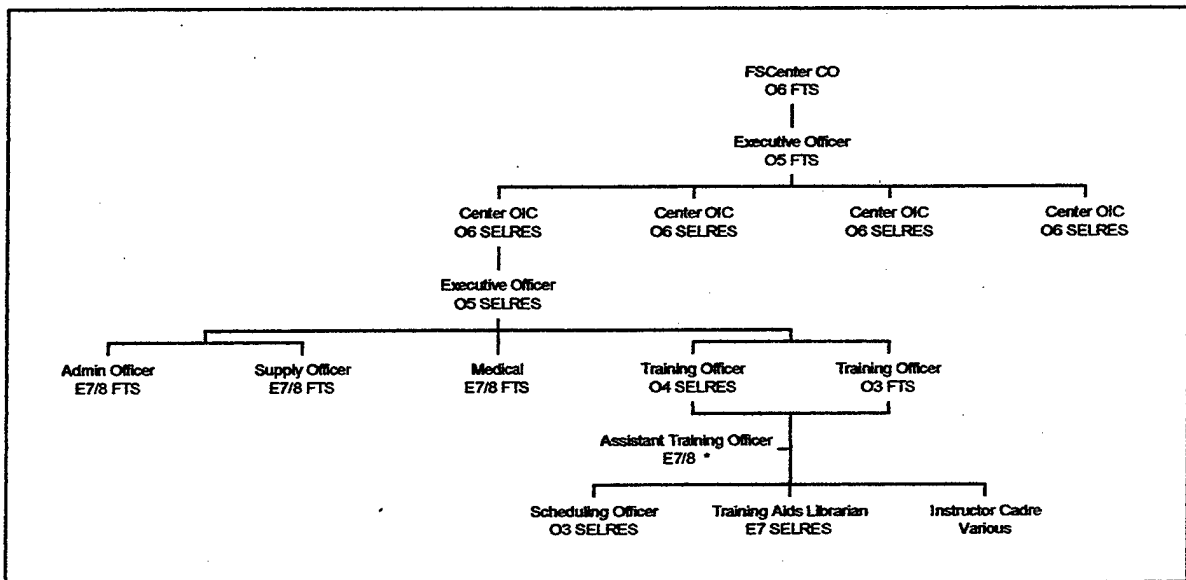 FSCenter CO
O6 FTS
Executive Officer
O5 FTS
Center OIC
O6 SELRES
Center OIC
O6 SELRES
Center OIC
O6 SELRES
Center OIC
O6 SELRES
Executive Officer
O5 SELRES
Admin Officer
E7/8 FTS
Supply Officer
E7/8 FTS
Medical
E7/8 FTS
Training Officer
O4 SELRES
Training Officer
O3 FTS
Assistant Training Officer
E7/8 *
Scheduling Officer
O3 SELRES
Training Aids Librarian
E7 SELRES
Instructor Cadre
Various